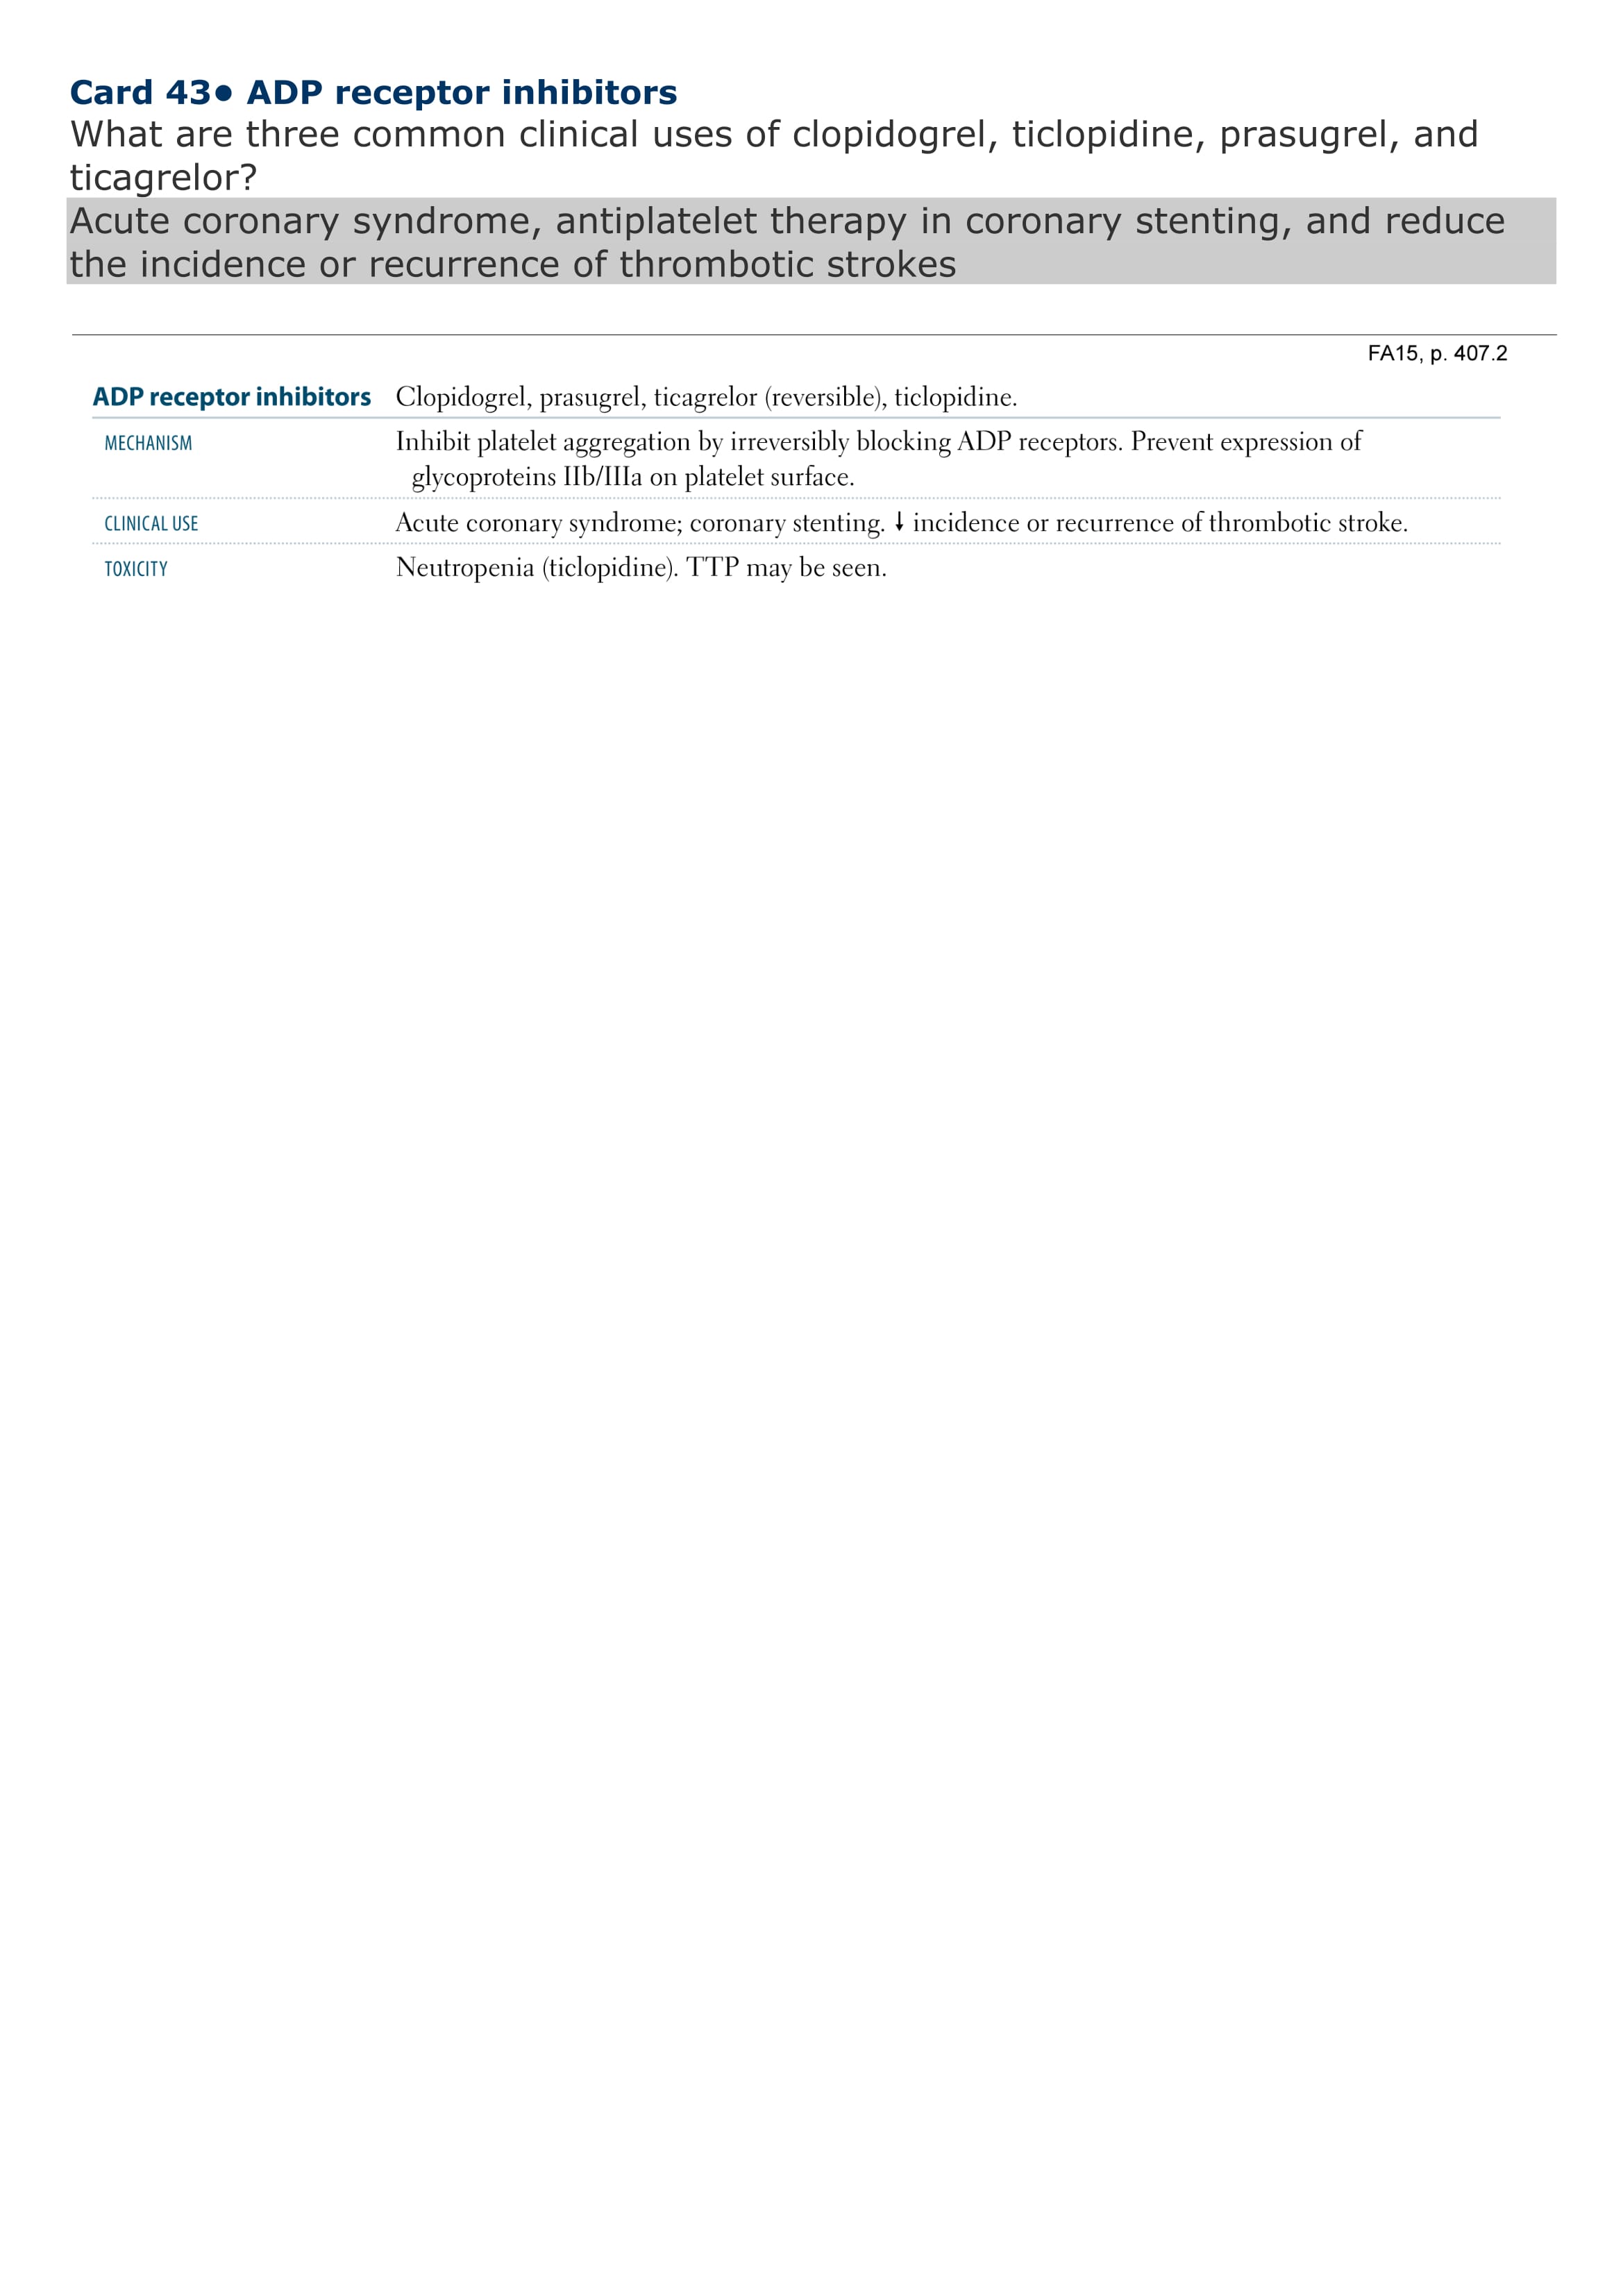 Card 43● ADP receptor inhibitors
What are three common clinical uses of clopidogrel, ticlopidine, prasugrel, and
ticagrelor?
Acute coronary syndrome, antiplatelet therapy in coronary stenting, and reduce
the incidence or recurrence of thrombotic strokes
FA15, p. 407.2
ADP receptor inhibitors Clopidogrel, prasugrel, ticagrelor (reversible), ticlopidine.
MECHANISM Inhibit platelet aggregation by irreversibly blocking ADP receptors. Prevent expression of
glycoproteins IIb/IIIa on platelet surface.
CLINICAL USE Acute coronary syndrome; coronary stenting. ↓ incidence or recurrence of thrombotic stroke.
TOXICITY Neutropenia (ticlopidine). TTP may be seen.